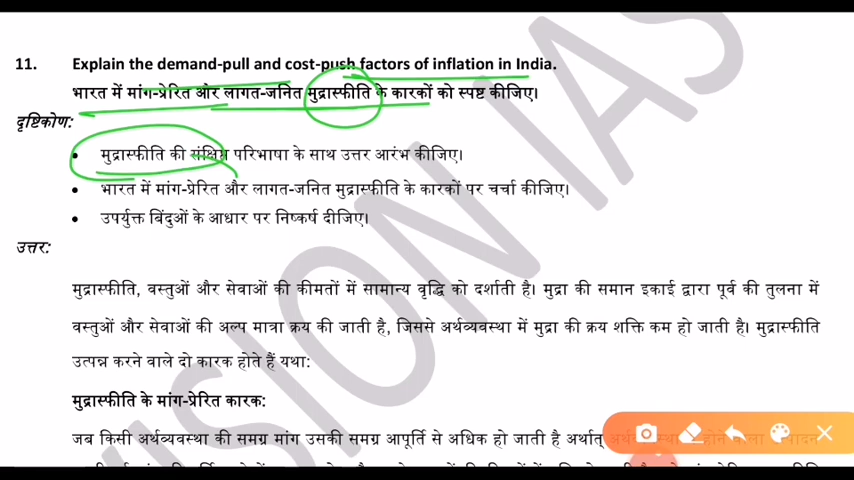 11. Explain the demand-pull and cost-push factors of inflation in India.
भारत में मांग-प्रेरित और लागत-जनित मुद्रास्फीति के कारकों को स्पष्ट कीजिए।
दृष्टिकोण:
• मुद्रास्फीति की संक्षिप्त परिभाषा के साथ उत्तर आरंभ कीजिए।
• भारत में मांग-प्रेरित और लागत-जनित मुद्रास्फीति के कारकों पर चर्चा कीजिए।
• उपर्युक्त बिंदुओं के आधार पर निष्कर्ष दीजिए।
उत्तर:
मुद्रास्फीति, वस्तुओं और सेवाओं की कीमतों में सामान्य वृद्धि को दर्शाती है। मुद्रा की समान इकाई द्वारा पूर्व की तुलना में
वस्तुओं और सेवाओं की अल्प मात्रा क्रय की जाती है, जिससे अर्थव्यवस्था में मुद्रा की क्रय शक्ति कम हो जाती है। मुद्रास्फीति
उत्पन्न करने वाले दो कारक होते हैं यथा:
मुद्रास्फीति के मांग-प्रेरित कारक:
जब किसी अर्थव्यवस्था की समग्र मांग उसकी समग्र आपूर्ति से अधिक हो जाती है अर्थात्
VISION IAS